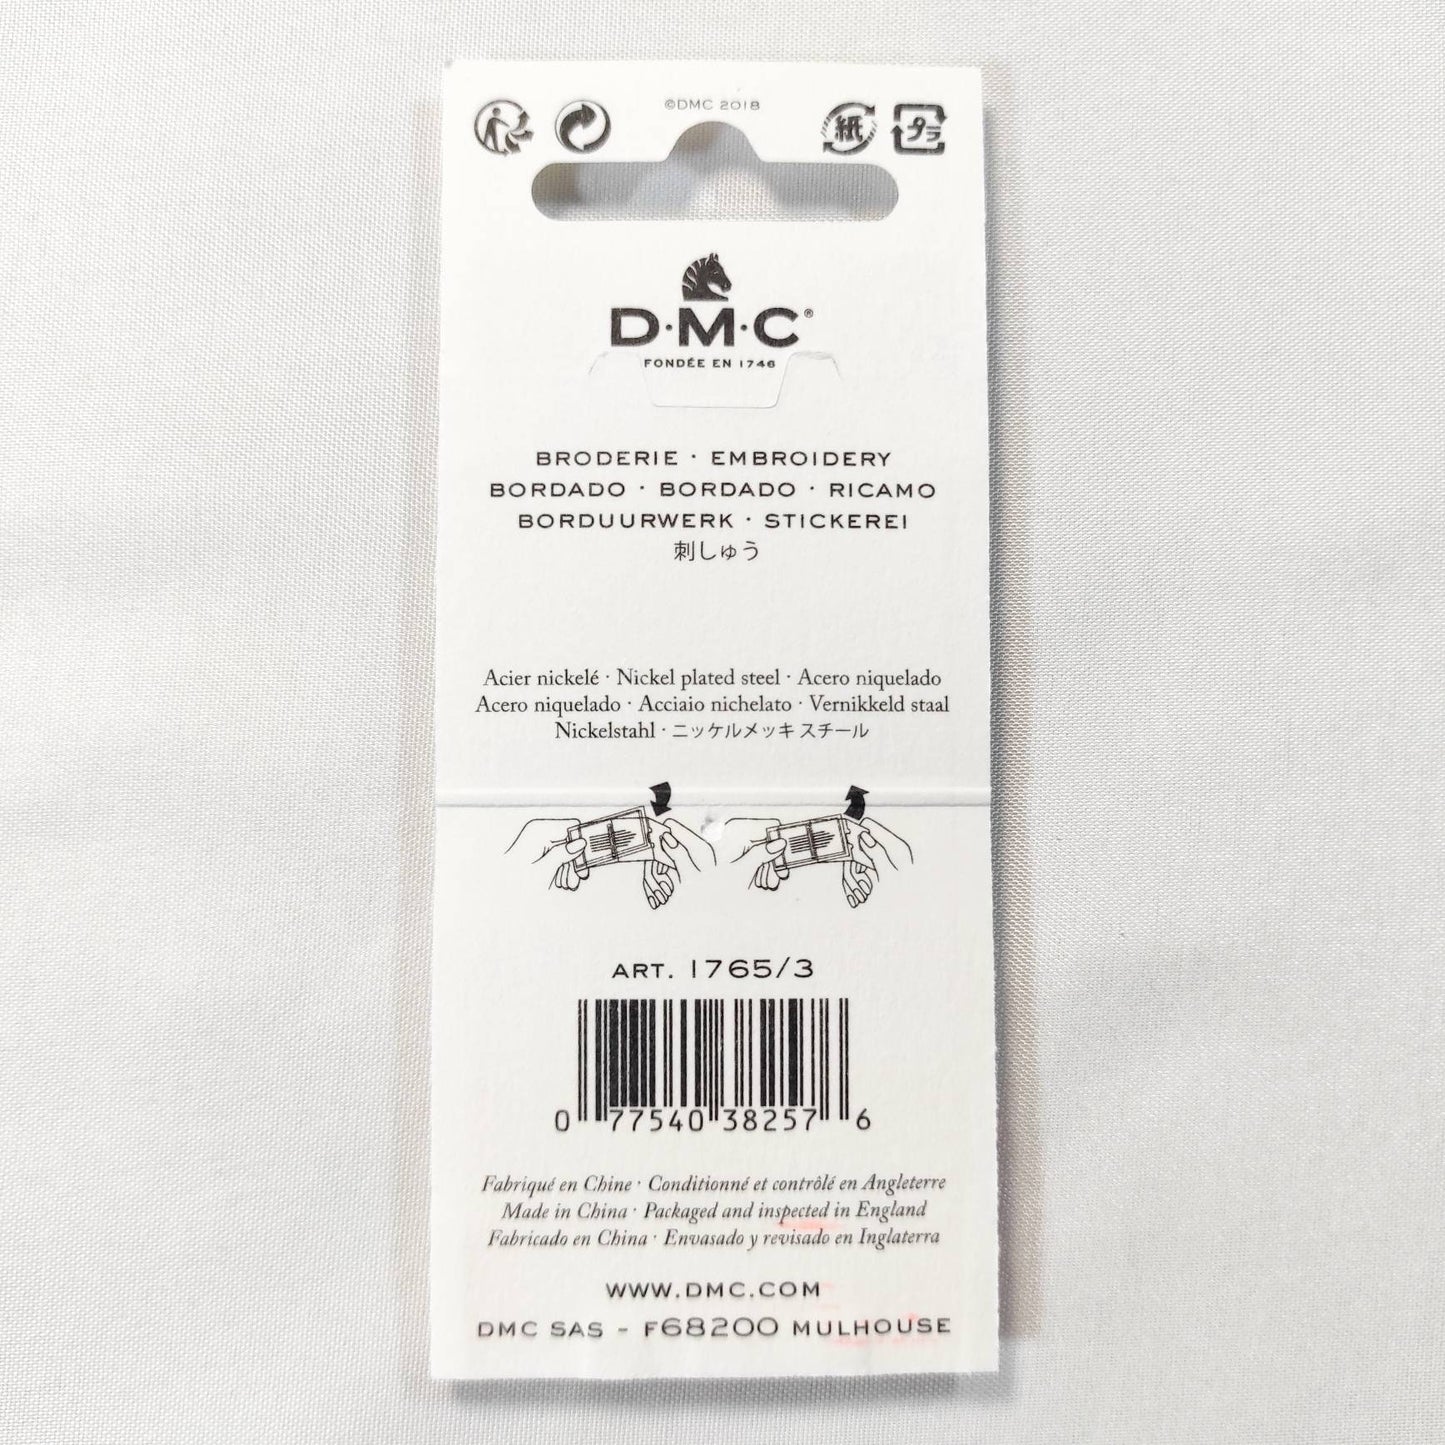 ©DMC 2018
紙 プラ
D·M·C®
FONDÉE EN 1746
BRODERIE · EMBROIDERY
BORDADO · BORDADO · RICAMO
BORDUURWERK · STICKEREI
刺しゅう
Acier nickelé · Nickel plated steel · Acero niquelado
Acero niquelado · Acciaio nichelato · Vernikkeld staal
Nickelstahl · ニッケルメッキ スチール
ART. 1765/3
0 77540 38257 6
Fabriqué en Chine · Conditionné et contrôlé en Angleterre
Made in China · Packaged and inspected in England
Fabricado en China · Envasado y revisado en Inglaterra
WWW.DMC.COM
DMC SAS - F68200 MULHOUSE